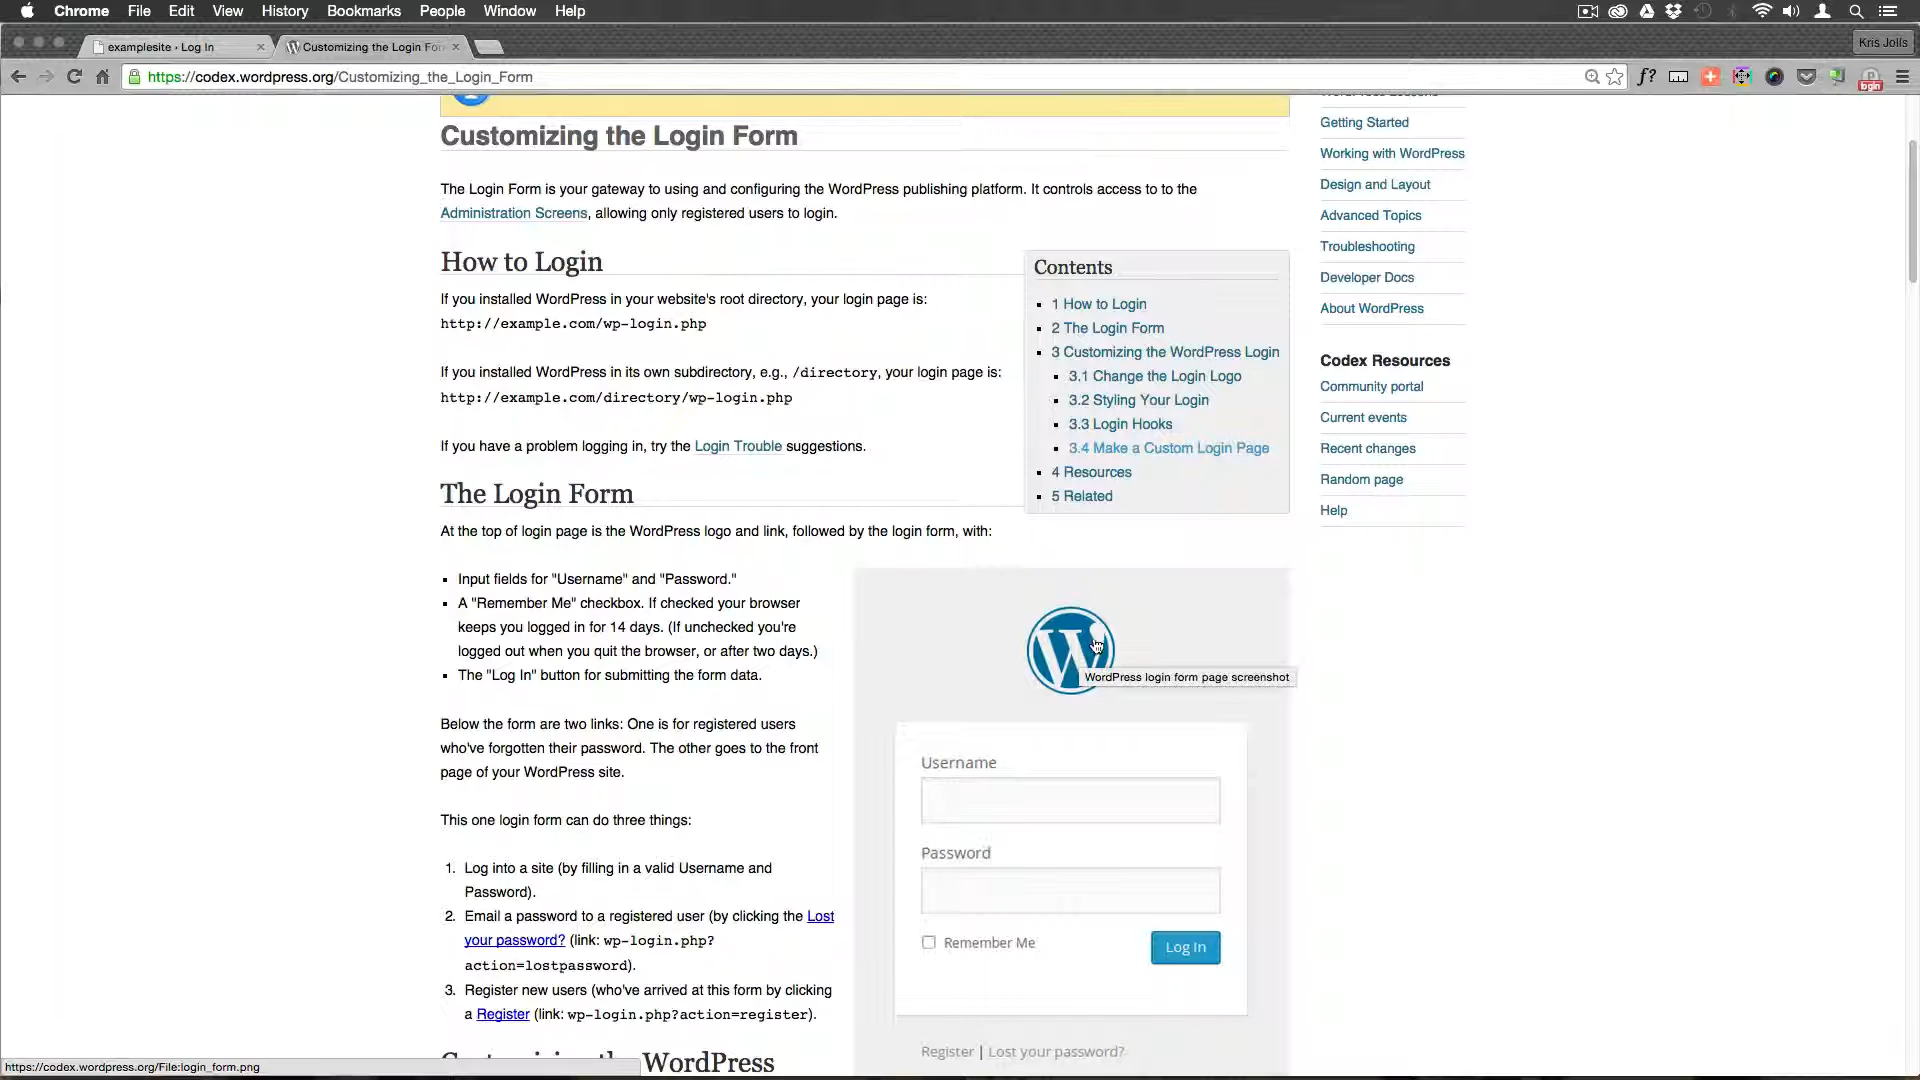 Chrome File Edit View History Bookmarks People Window Help
examplesite › Log In
Customizing the Login For
Kris Jolls
https://codex.wordpress.org/Customizing_the_Login_Form
f?
Customizing the Login Form
The Login Form is your gateway to using and configuring the WordPress publishing platform. It controls access to to the
Administration Screens, allowing only registered users to login.
How to Login
If you installed WordPress in your website's root directory, your login page is:
http://example.com/wp-login.php
If you installed WordPress in its own subdirectory, e.g., /directory, your login page is:
http://example.com/directory/wp-login.php
If you have a problem logging in, try the Login Trouble suggestions.
Contents
1 How to Login
2 The Login Form
3 Customizing the WordPress Login
3.1 Change the Login Logo
3.2 Styling Your Login
3.3 Login Hooks
3.4 Make a Custom Login Page
4 Resources
5 Related
The Login Form
At the top of login page is the WordPress logo and link, followed by the login form, with:
Input fields for "Username" and "Password."
A "Remember Me" checkbox. If checked your browser
keeps you logged in for 14 days. (If unchecked you're
logged out when you quit the browser, or after two days.)
The "Log In" button for submitting the form data.
Below the form are two links: One is for registered users
who've forgotten their password. The other goes to the front
page of your WordPress site.
This one login form can do three things:
1. Log into a site (by filling in a valid Username and
Password).
2. Email a password to a registered user (by clicking the Lost
your password? (link: wp-login.php?
action=lostpassword).
3. Register new users (who've arrived at this form by clicking
a Register (link: wp-login.php?action=register).
WordPress
WordPress login form page screenshot
Username
Password
Remember Me
Log In
Register | Lost your password?
Getting Started
Working with WordPress
Design and Layout
Advanced Topics
Troubleshooting
Developer Docs
About WordPress
Codex Resources
Community portal
Current events
Recent changes
Random page
Help
https://codex.wordpress.org/File:login_form.png